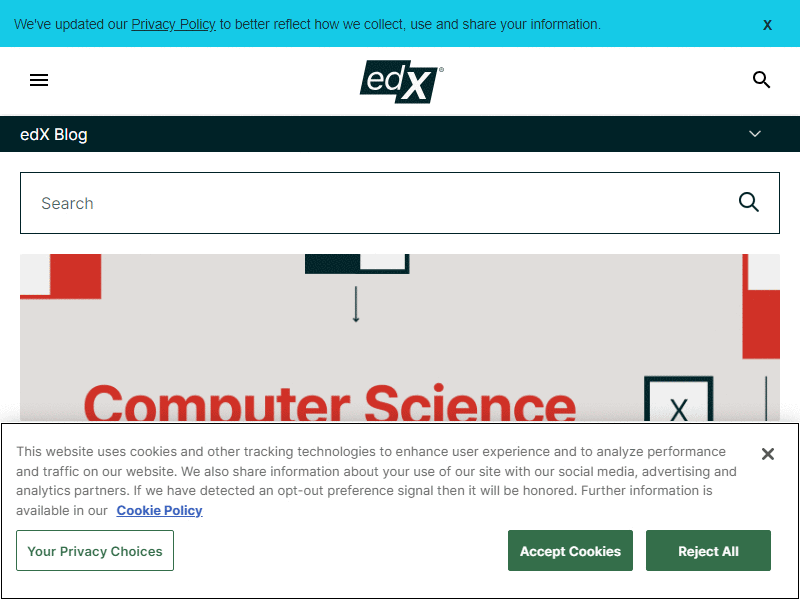 We've updated our Privacy Policy to better reflect how we collect, use and share your information.
X
edX
edX Blog
Search
Computer Science
X
This website uses cookies and other tracking technologies to enhance user experience and to analyze performance
and traffic on our website. We also share information about your use of our site with our social media, advertising and
analytics partners. If we have detected an opt-out preference signal then it will be honored. Further information is
available in our Cookie Policy
Your Privacy Choices
Accept Cookies
Reject All